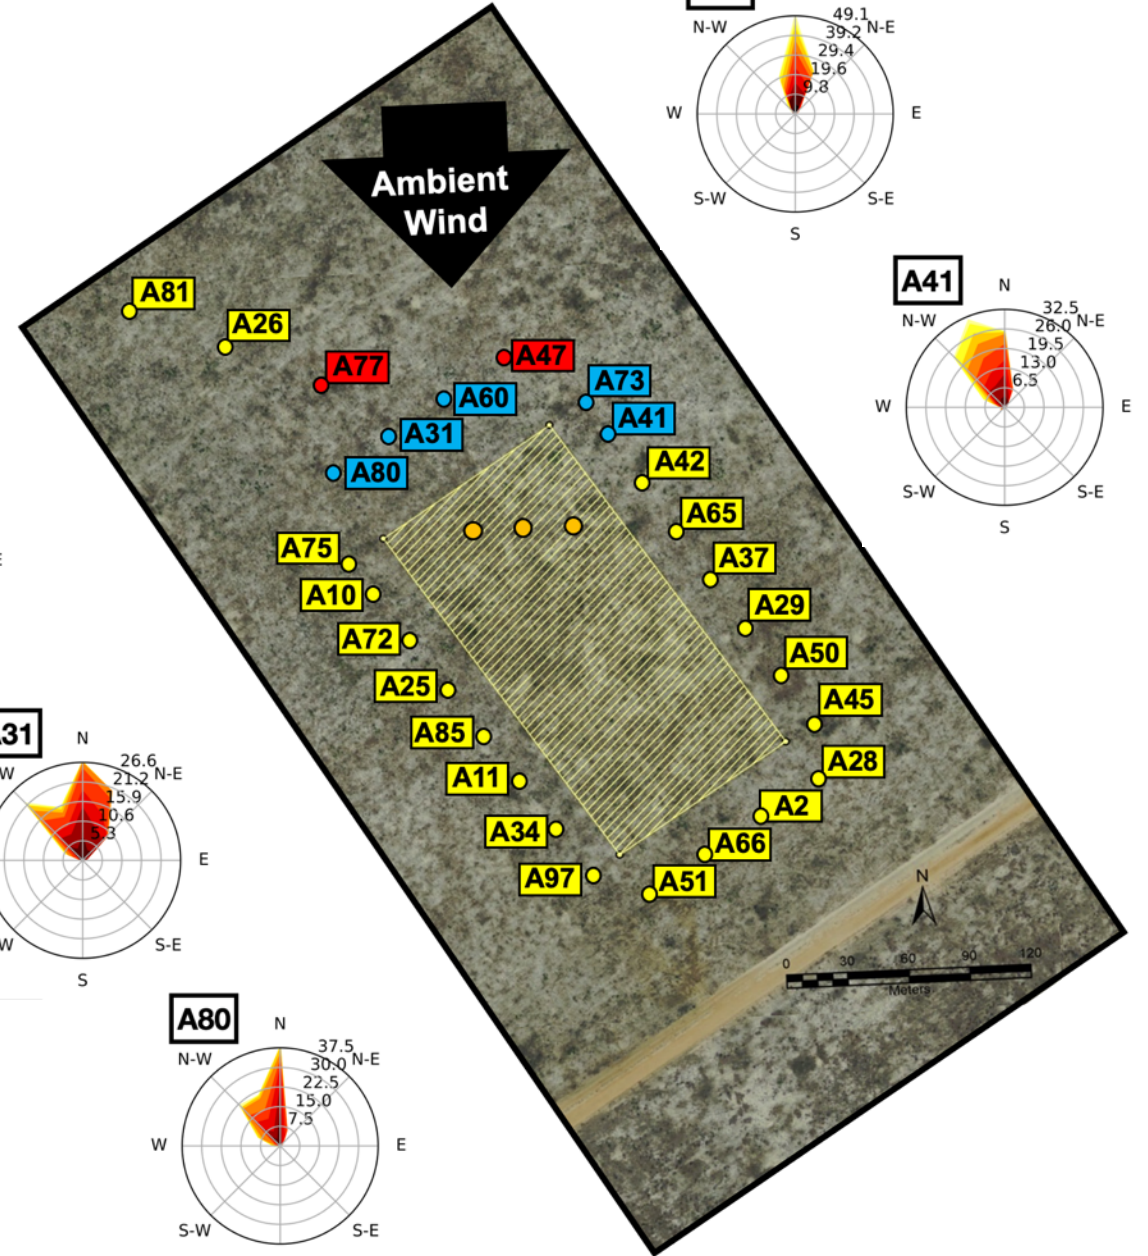 49.1
N-W
39.2
N-E
29.4
19.6
9.8
W
E
S-W
S-E
S
Ambient
Wind
A81
A26
A77
A47
A60
A73
A31
A41
A80
A42
A65
A75
A37
A10
A29
A72
A50
A25
A45
A85
A28
A11
A2
A34
A66
A97
A51
N
0
30
60
90
120
Meters
A41
N
32.5
N-W
26.0
N-E
19.5
13.0
6.5
W
E
S-W
S-E
S
31
N
26.6
W
21.2
N-E
15.9
10.6
5.3
E
W
S-E
S
A80
N
37.5
N-W
30.0
N-E
22.5
15.0
7.5
W
E
S-W
S-E